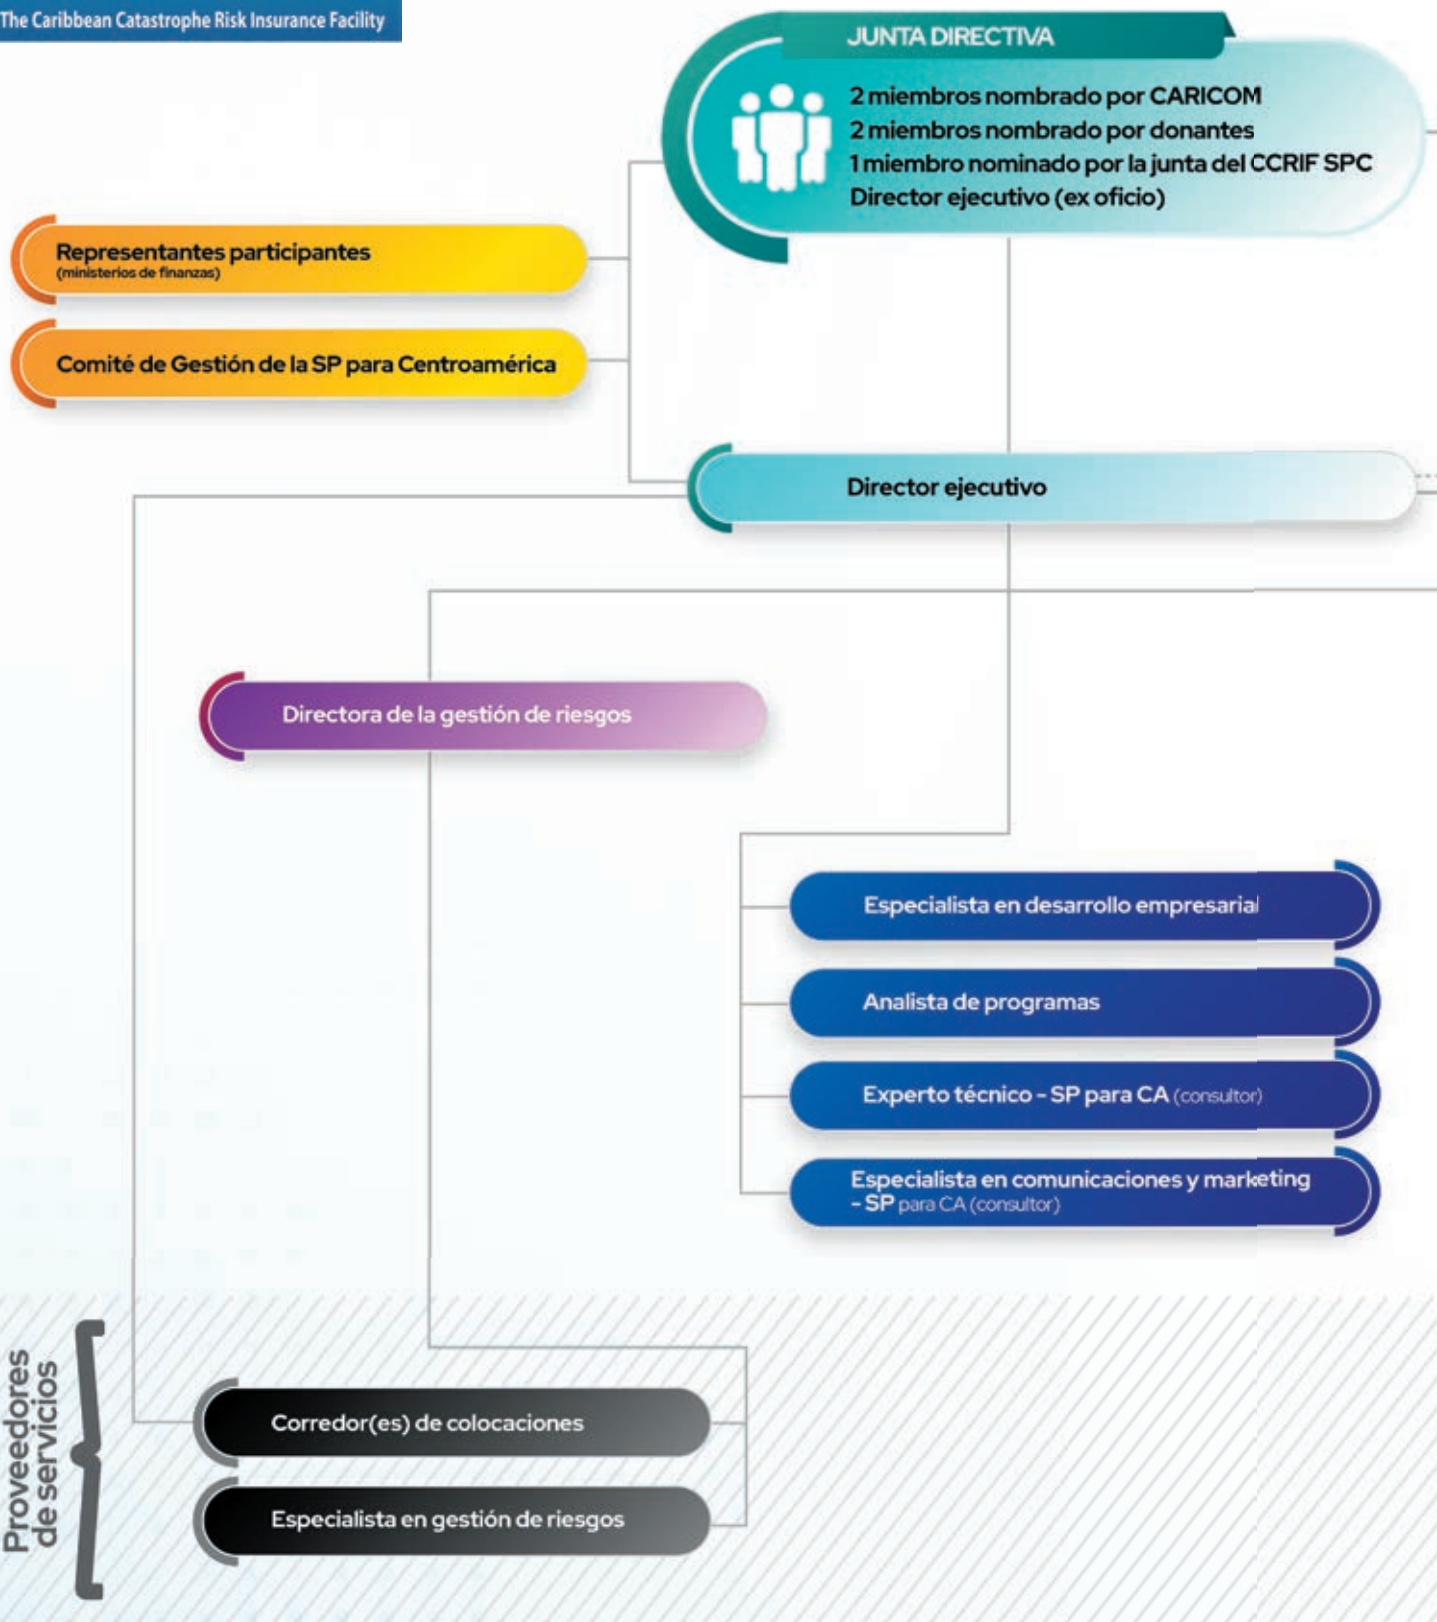 The Caribbean Catastrophe Risk Insurance Facility
JUNTA DIRECTIVA
2 miembros nombrado por CARICOM
2 miembros nombrado por donantes
1 miembro nominado por la junta del CCRIF SPC
Director ejecutivo (ex oficio)
Representantes participantes
(ministerios de finanzas)
Comité de Gestión de la SP para Centroamérica
Director ejecutivo
Directora de la gestión de riesgos
Especialista en desarrollo empresarial
Analista de programas
Experto técnico - SP para CA (consultor)
Especialista en comunicaciones y marketing
- SP para CA (consultor)
Proveedores
de servicios
Corredor(es) de colocaciones
Especialista en gestión de riesgos